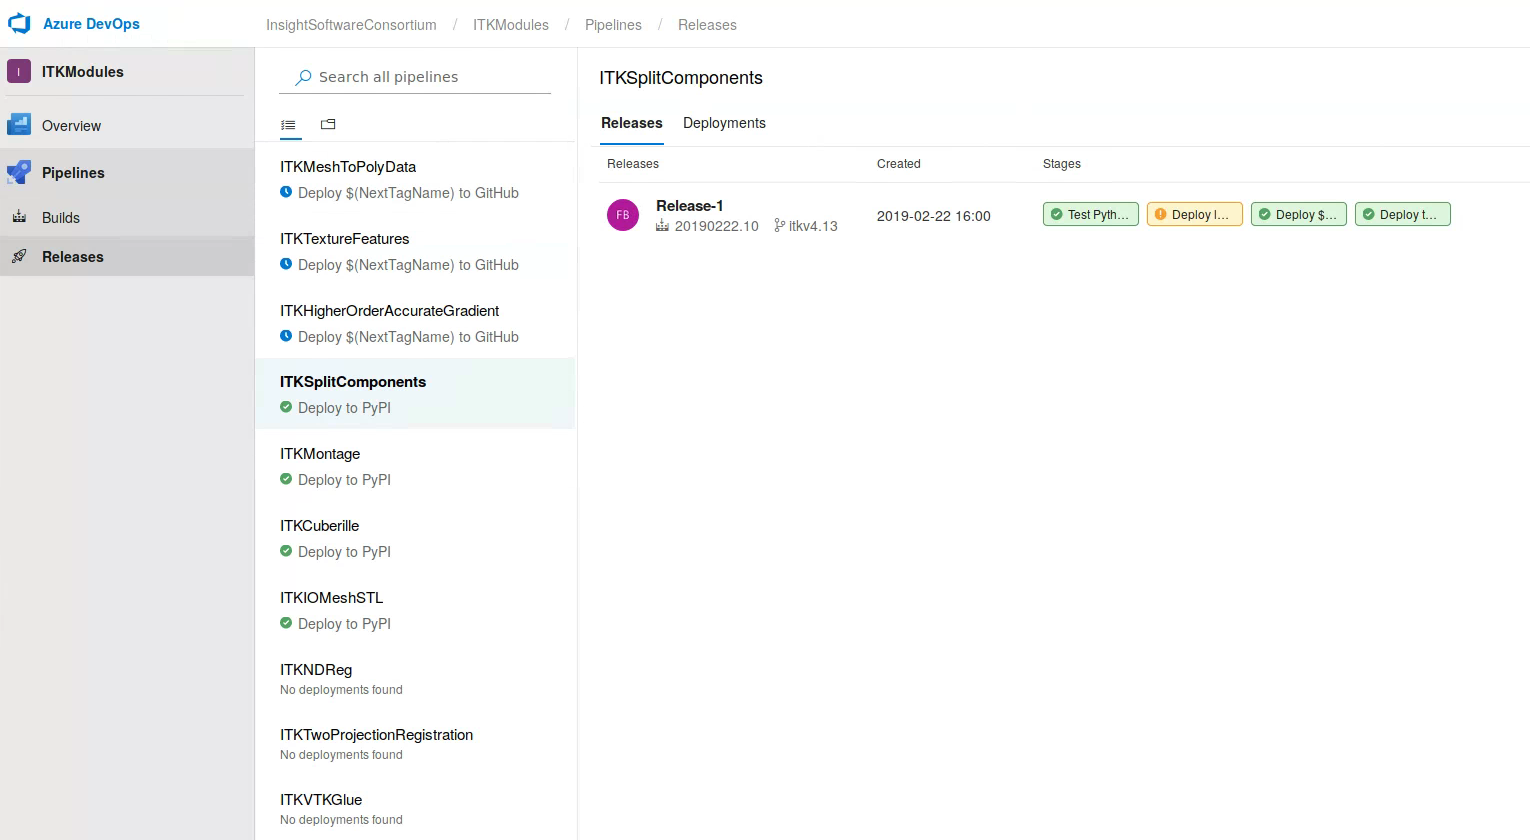 Azure DevOps
InsightSoftwareConsortium / ITKModules / Pipelines / Releases
I ITKModules
Overview
Pipelines
Builds
Releases
Search all pipelines
ITKMeshToPolyData
Deploy $(NextTagName) to GitHub
ITKTextureFeatures
Deploy $(NextTagName) to GitHub
ITKHigherOrderAccurateGradient
Deploy $(NextTagName) to GitHub
ITKSplitComponents
Deploy to PyPI
ITKMontage
Deploy to PyPI
ITKCuberille
Deploy to PyPI
ITKIOMeshSTL
Deploy to PyPI
ITKNDReg
No deployments found
ITKTwoProjectionRegistration
No deployments found
ITKVTKGlue
No deployments found
ITKSplitComponents
Releases Deployments
Releases Created Stages
FB Release-1
20190222.10 itkv4.13
2019-02-22 16:00
Test Pyth... Deploy I... Deploy $... Deploy t...